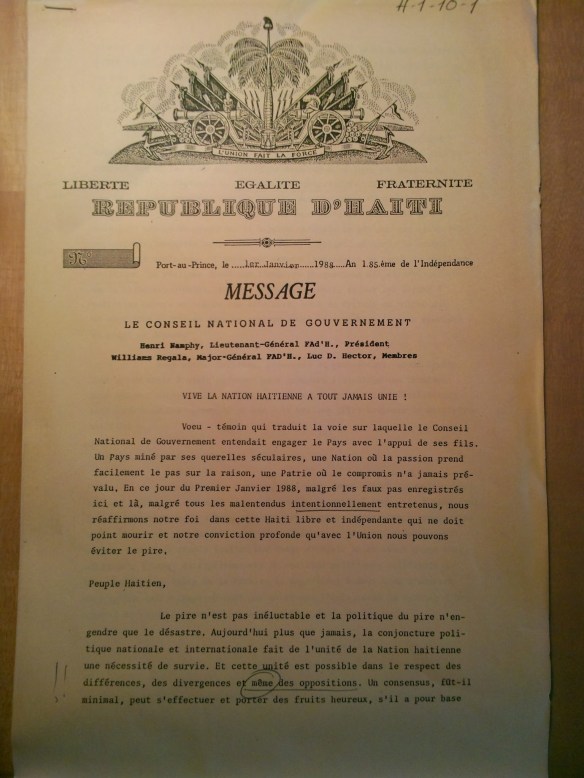 H-1-10-1
L'UNION FAIT LA FORCE
LIBERTE EGALITE FRATERNITE
REPUBLIQUE D'HAITI
No
Port-au-Prince, le .....1er Janvier......1988....An 185.ème de l'Indépendance
MESSAGE
LE CONSEIL NATIONAL DE GOUVERNEMENT
Henri Namphy, Lieutenant-Général FAd'H., Président
Williams Regala, Major-Général FAD'H., Luc D. Hector, Membres
VIVE LA NATION HAITIENNE A TOUT JAMAIS UNIE !
Voeu - témoin qui traduit la voie sur laquelle le Conseil
National de Gouvernement entendait engager le Pays avec l'appui de ses fils.
Un Pays miné par ses querelles séculaires, une Nation où la passion prend
facilement le pas sur la raison, une Patrie où le compromis n'a jamais pré-
valu. En ce jour du Premier Janvier 1988, malgré les faux pas enregistrés
ici et là, malgré tous les malentendus intentionnellement entretenus, nous
réaffirmons notre foi dans cette Haiti libre et indépendante qui ne doit
point mourir et notre conviction profonde qu'avec l'Union nous pouvons
éviter le pire.
Peuple Haitien,
Le pire n'est pas inéluctable et la politique du pire n'en-
gendre que le désastre. Aujourd'hui plus que jamais, la conjoncture poli-
tique nationale et internationale fait de l'unité de la Nation haitienne
une nécessité de survie. Et cette unité est possible dans le respect des
!! différences, des divergences et même des oppositions. Un consensus, fût-il
minimal, peut s'effectuer et porter des fruits heureux, s'il a pour base